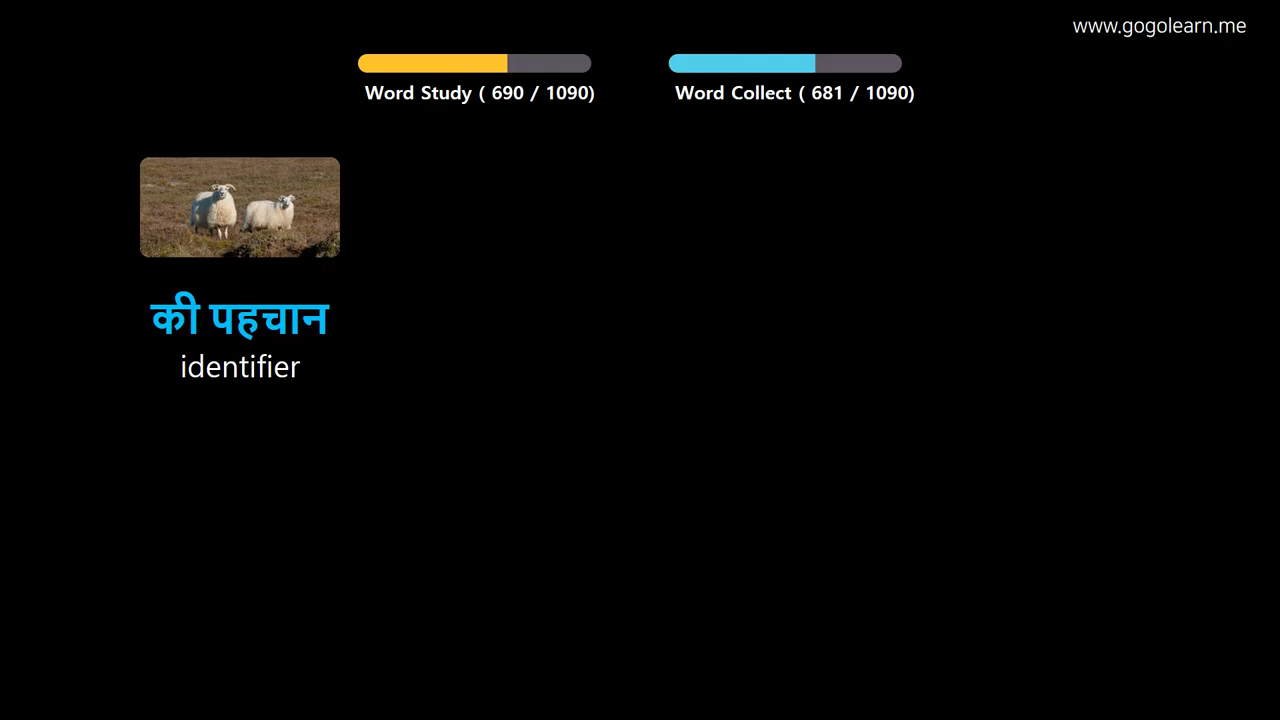 www.gogolearn.me
Word Study ( 690 / 1090)
Word Collect ( 681 / 1090)
की पहचान
identifier